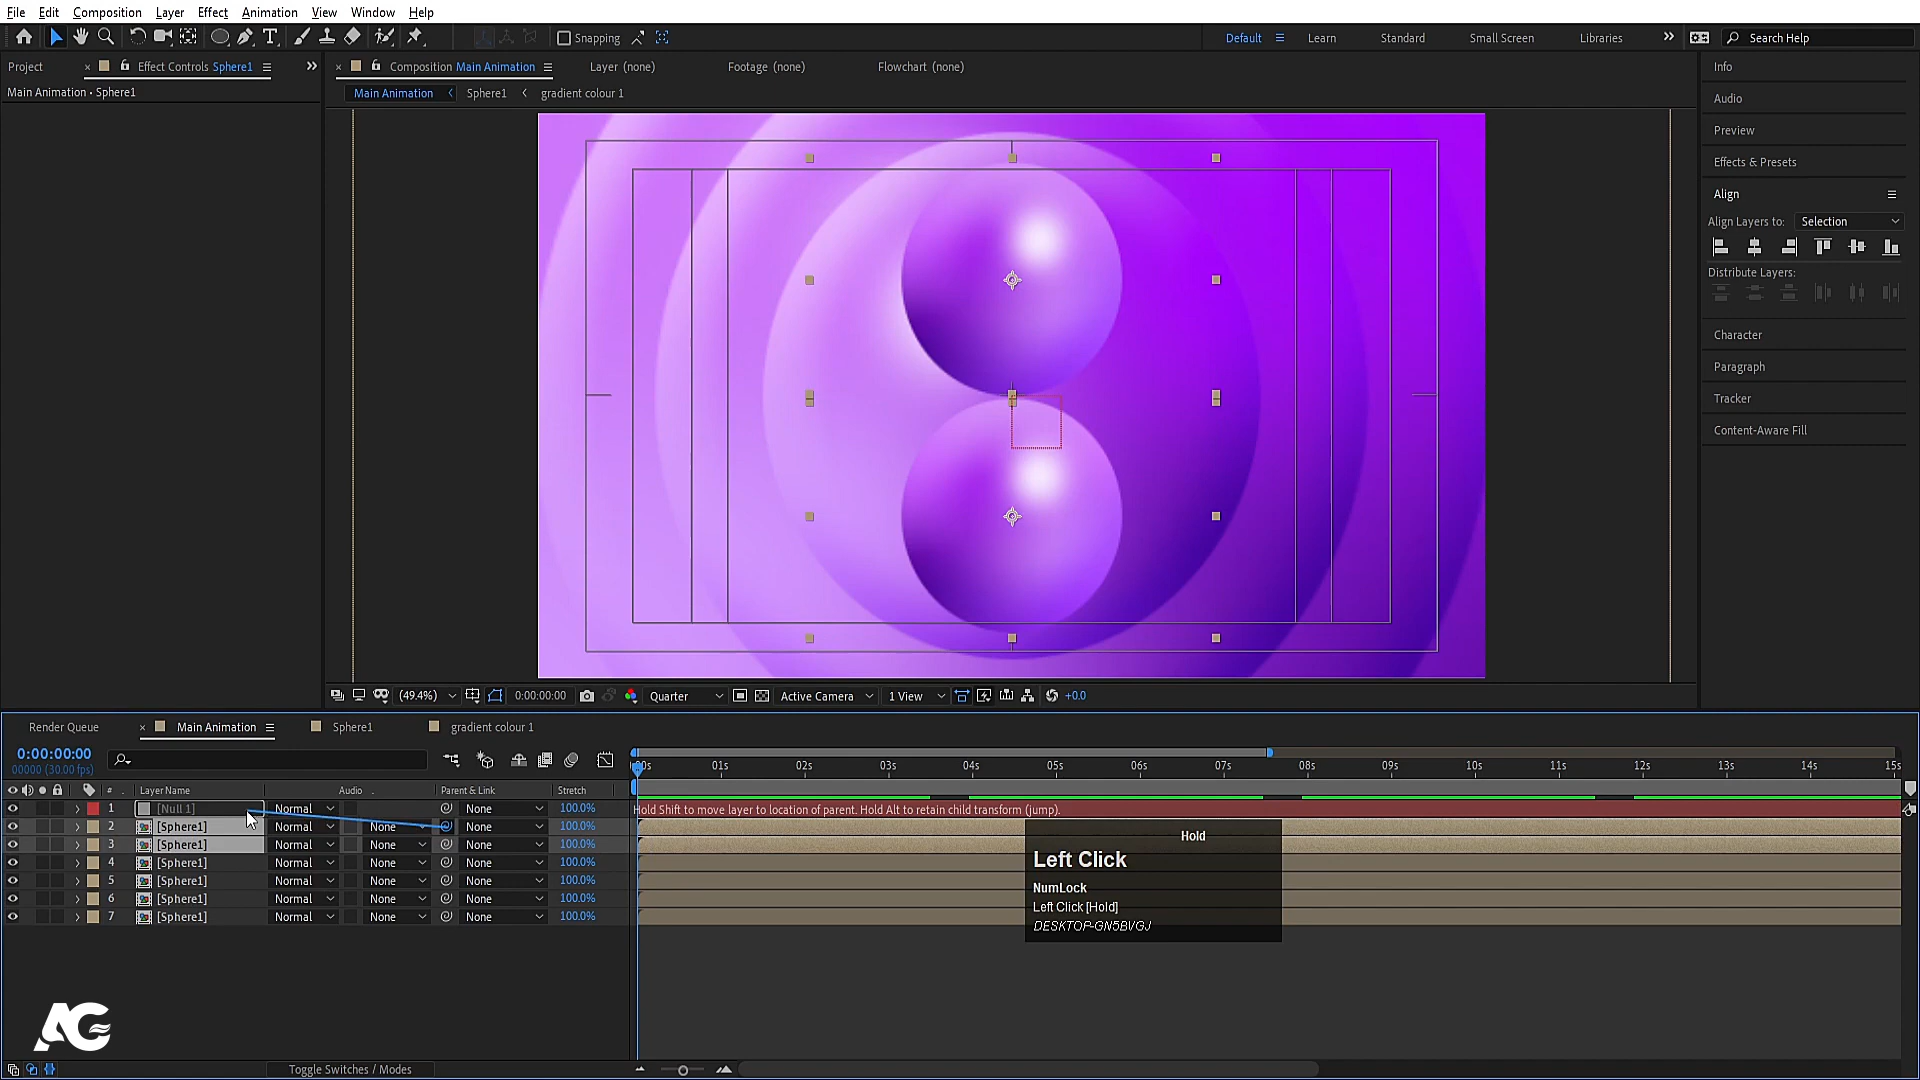 File Edit Composition Layer Effect Animation View Window Help
Snapping Default Learn Standard Small Screen Libraries Search Help
Project Effect Controls Sphere1 Composition Main Animation Layer (none) Footage (none) Flowchart (none)
Main Animation • Sphere1
Main Animation Sphere1 gradient colour 1
Info
Audio
Preview
Effects & Presets
Align
Align Layers to: Selection
Distribute Layers:
Character
Paragraph
Tracker
Content-Aware Fill
(49.4%) 0:00:00:00 Quarter Active Camera 1 View +0.0
Render Queue Main Animation Sphere1 gradient colour 1
0:00:00:00
00000 (30.00 fps)
00s 01s 02s 03s 04s 05s 06s 07s 08s 09s 10s 11s 12s 13s 14s 15s
# Layer Name Audio Parent & Link Stretch
1 [Null 1] Normal None 100.0% Hold Shift to move layer to location of parent. Hold Alt to retain child transform (jump).
2 [Sphere1] Normal None None 100.0%
3 [Sphere1] Normal None None 100.0%
4 [Sphere1] Normal None None 100.0%
5 [Sphere1] Normal None None 100.0%
6 [Sphere1] Normal None None 100.0%
7 [Sphere1] Normal None None 100.0%
Hold
Left Click
NumLock
Left Click [Hold]
DESKTOP-GN5BVGJ
AG
Toggle Switches / Modes